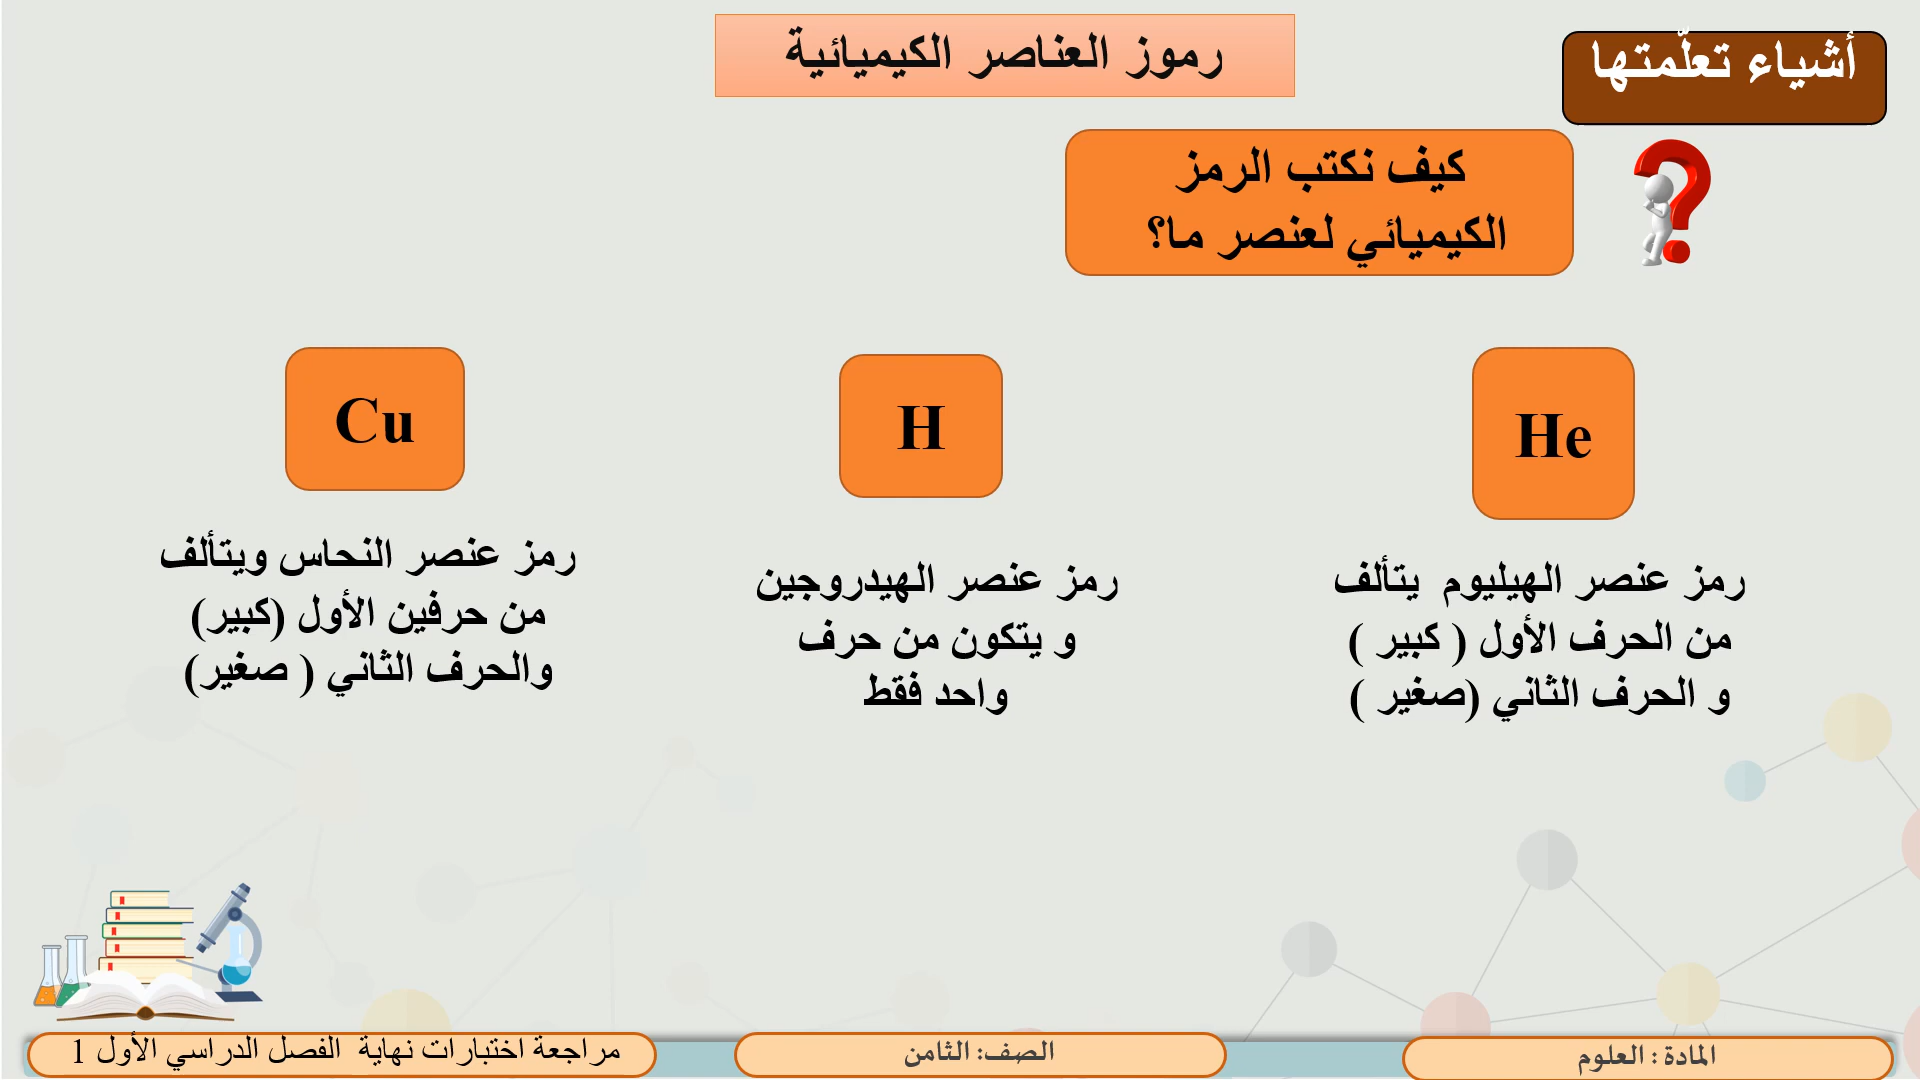 أشياء تعلّمتها
رموز العناصر الكيميائية
كيف نكتب الرمز
الكيميائي لعنصر ما؟
He
رمز عنصر الهيليوم يتألف
من الحرف الأول ( كبير )
و الحرف الثاني (صغير )
H
رمز عنصر الهيدروجين
و يتكون من حرف
واحد فقط
Cu
رمز عنصر النحاس ويتألف
من حرفين الأول (كبير)
والحرف الثاني ( صغير)
المادة : العلوم
الصف: الثامن
مراجعة اختبارات نهاية الفصل الدراسي الأول 1